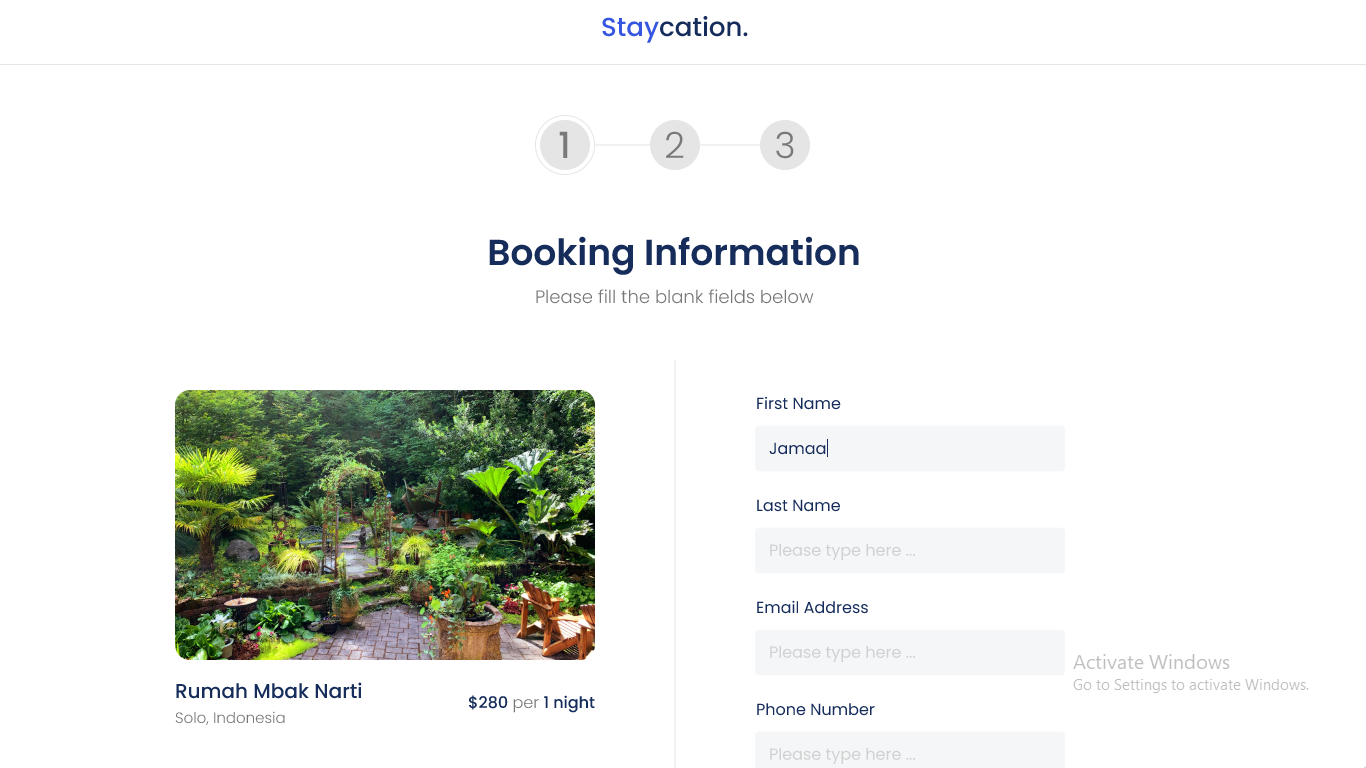 Staycation.
1 2 3
Booking Information
Please fill the blank fields below
Rumah Mbak Narti
Solo, Indonesia
$280 per 1 night
First Name
Jamaa
Last Name
Please type here ...
Email Address
Please type here ...
Phone Number
Please type here ...
Activate Windows
Go to Settings to activate Windows.